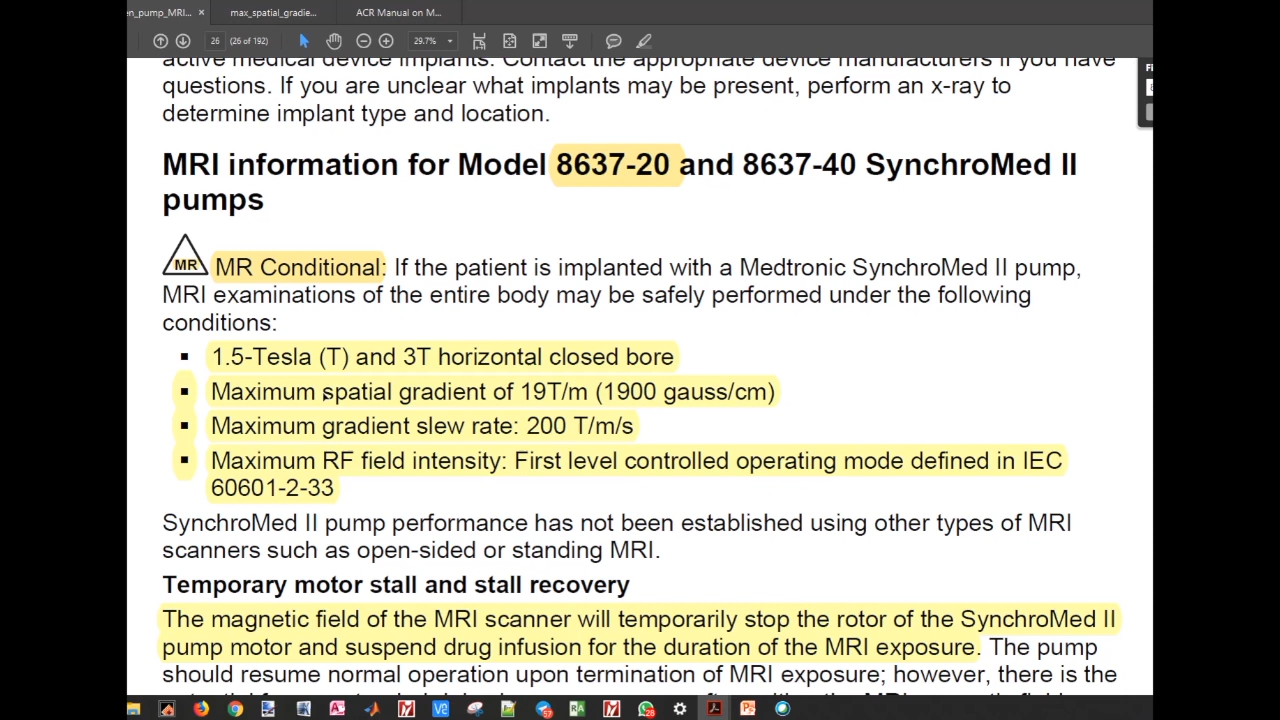 en_pump_MRI... × max_spatial_gradie... ACR Manual on M...
26 (26 of 192) 29.7%
active medical device implants. Contact the appropriate device manufacturers if you have
questions. If you are unclear what implants may be present, perform an x-ray to
determine implant type and location.
MRI information for Model 8637-20 and 8637-40 SynchroMed II
pumps
MR MR Conditional: If the patient is implanted with a Medtronic SynchroMed II pump,
MRI examinations of the entire body may be safely performed under the following
conditions:
▪ 1.5-Tesla (T) and 3T horizontal closed bore
▪ Maximum spatial gradient of 19T/m (1900 gauss/cm)
▪ Maximum gradient slew rate: 200 T/m/s
▪ Maximum RF field intensity: First level controlled operating mode defined in IEC
60601-2-33
SynchroMed II pump performance has not been established using other types of MRI
scanners such as open-sided or standing MRI.
Temporary motor stall and stall recovery
The magnetic field of the MRI scanner will temporarily stop the rotor of the SynchroMed II
pump motor and suspend drug infusion for the duration of the MRI exposure. The pump
should resume normal operation upon termination of MRI exposure; however, there is the